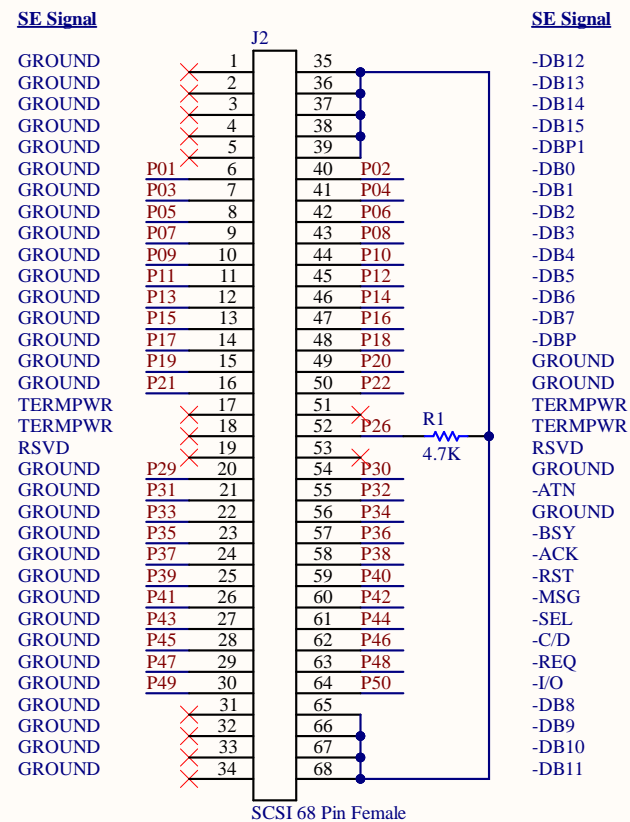 SE Signal SE Signal
J2
GROUND 1 35 -DB12
GROUND 2 36 -DB13
GROUND 3 37 -DB14
GROUND 4 38 -DB15
GROUND 5 39 -DBP1
GROUND P01 6 40 P02 -DB0
GROUND P03 7 41 P04 -DB1
GROUND P05 8 42 P06 -DB2
GROUND P07 9 43 P08 -DB3
GROUND P09 10 44 P10 -DB4
GROUND P11 11 45 P12 -DB5
GROUND P13 12 46 P14 -DB6
GROUND P15 13 47 P16 -DB7
GROUND P17 14 48 P18 -DBP
GROUND P19 15 49 P20 GROUND
GROUND P21 16 50 P22 GROUND
TERMPWR 17 51 TERMPWR
TERMPWR 18 52 P26 R1 TERMPWR
RSVD 19 53 4.7K RSVD
GROUND P29 20 54 P30 GROUND
GROUND P31 21 55 P32 -ATN
GROUND P33 22 56 P34 GROUND
GROUND P35 23 57 P36 -BSY
GROUND P37 24 58 P38 -ACK
GROUND P39 25 59 P40 -RST
GROUND P41 26 60 P42 -MSG
GROUND P43 27 61 P44 -SEL
GROUND P45 28 62 P46 -C/D
GROUND P47 29 63 P48 -REQ
GROUND P49 30 64 P50 -I/O
GROUND 31 65 -DB8
GROUND 32 66 -DB9
GROUND 33 67 -DB10
GROUND 34 68 -DB11
SCSI 68 Pin Female